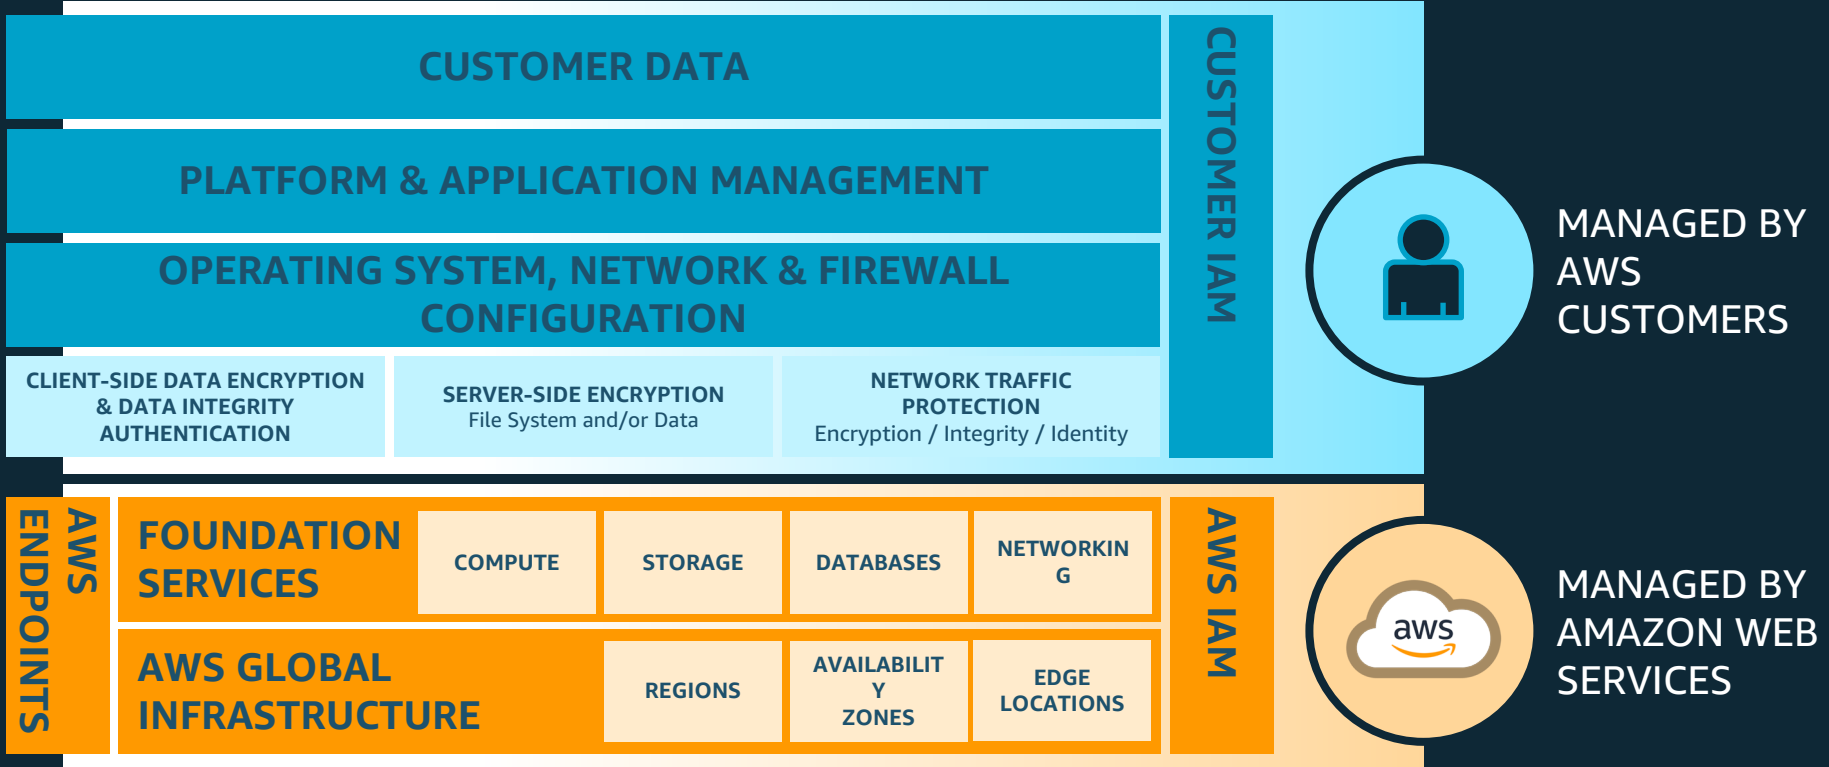 CUSTOMER DATA
CUSTOMER IAM
PLATFORM & APPLICATION MANAGEMENT
OPERATING SYSTEM, NETWORK & FIREWALL
CONFIGURATION
CLIENT-SIDE DATA ENCRYPTION
& DATA INTEGRITY
AUTHENTICATION
SERVER-SIDE ENCRYPTION
File System and/or Data
NETWORK TRAFFIC
PROTECTION
Encryption / Integrity / Identity
MANAGED BY
AWS
CUSTOMERS
AWS
ENDPOINTS
FOUNDATION
SERVICES
COMPUTE
STORAGE
DATABASES
NETWORKIN
G
AWS GLOBAL
INFRASTRUCTURE
REGIONS
AVAILABILIT
Y
ZONES
EDGE
LOCATIONS
AWS IAM
aws
MANAGED BY
AMAZON WEB
SERVICES